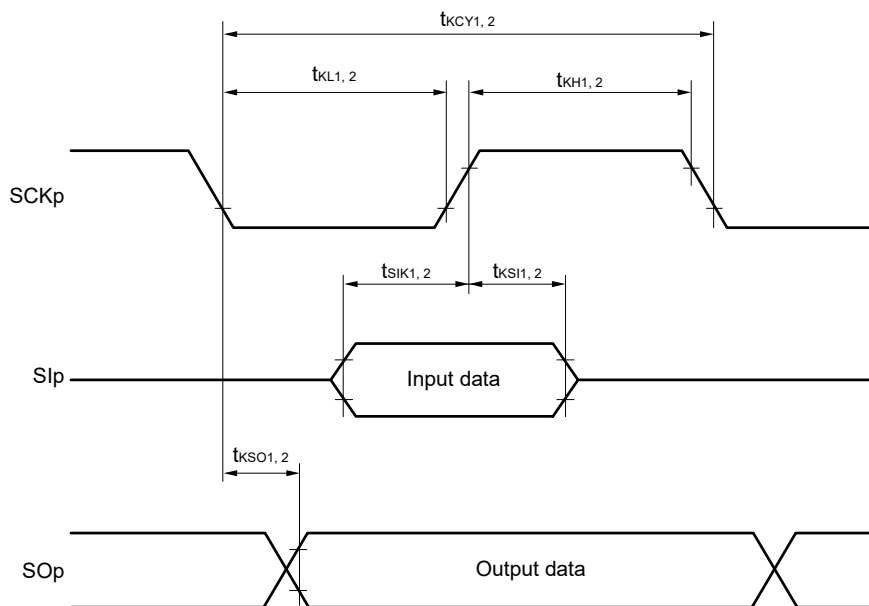 tKCY1, 2
tKL1, 2
tKH1, 2
SCKp
tSIK1, 2
tKSI1, 2
SIp
Input data
tKSO1, 2
SOp
Output data